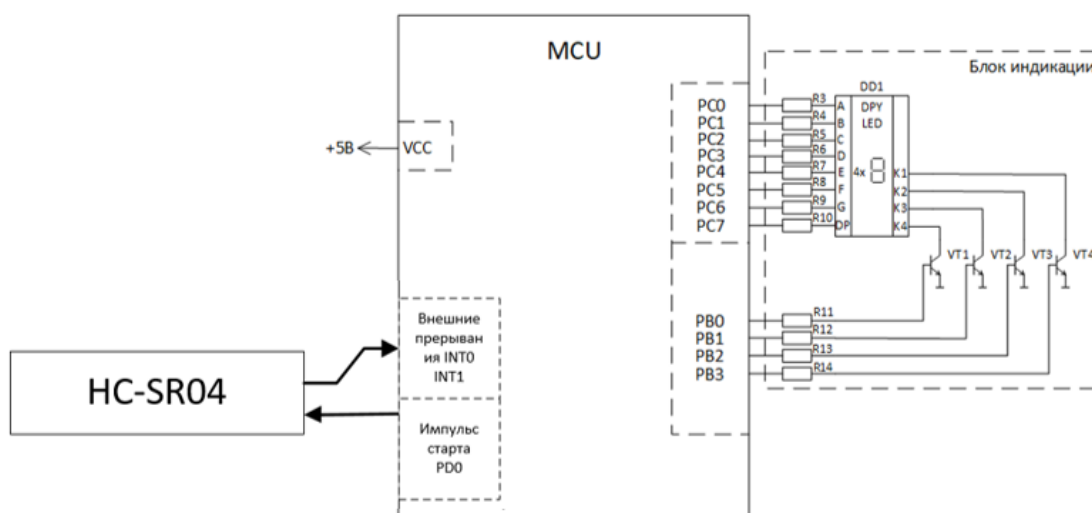 MCU
Блок индикации
DD1
PC0 R3 A DPY
PC1 R4 B LED
PC2 R5 C
+5В VCC
PC3 R6 D
PC4 R7 E 4x K1
PC5 R8 F K2
PC6 R9 G K3
PC7 R10 DP K4
VT1 VT2 VT3 VT4
Внешние
прерыван
ия INT0
INT1
PB0 R11
PB1 R12
PB2 R13
PB3 R14
HC-SR04
Импульс
старта
PD0